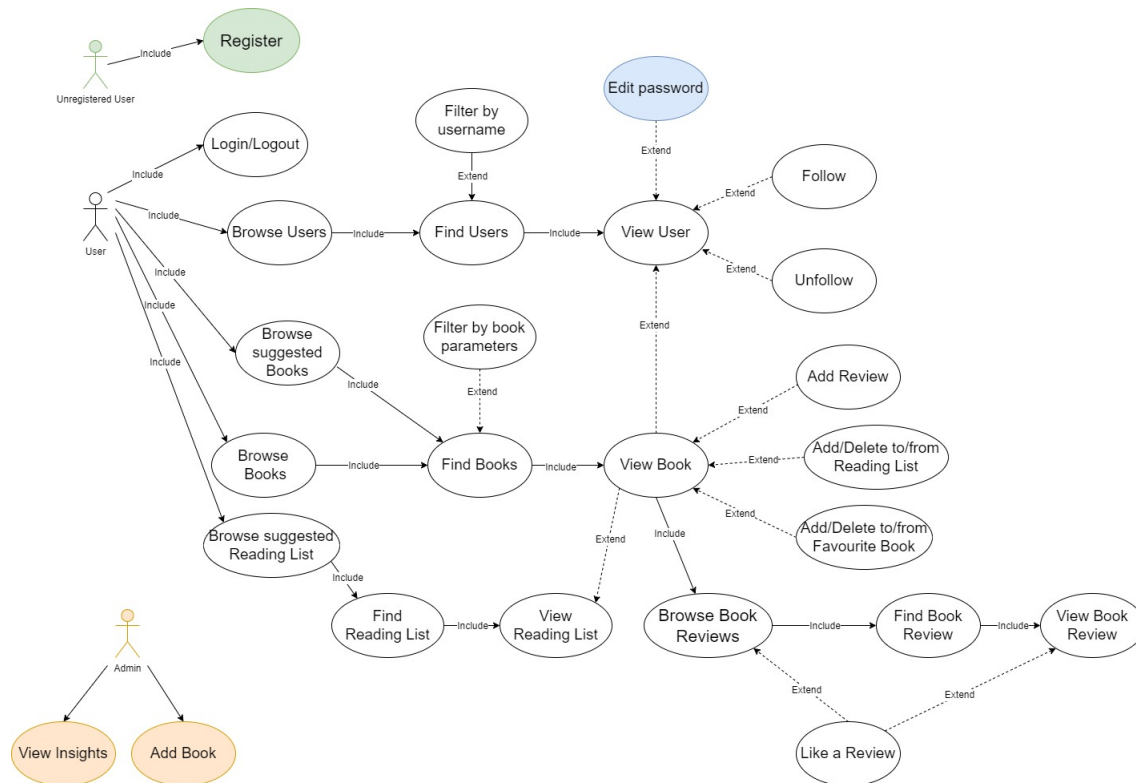 Register
Include
Unregistered User
Edit password
Filter by
username
Login/Logout
Extend
Extend
Follow
Include
Extend
Extend
Include
Browse Users
Include
Find Users
Include
View User
User
Extend
Unfollow
Include
Include
Filter by book
parameters
Extend
Browse
suggested
Books
Include
Include
Extend
Add Review
Extend
Browse
Books
Include
Find Books
Include
View Book
Extend
Add/Delete to/from
Reading List
Extend
Add/Delete to/from
Favourite Book
Include
Browse suggested
Reading List
Extend
Include
Find
Reading List
Include
View
Reading List
Browse Book
Reviews
Include
Find Book
Review
Include
View Book
Review
Admin
Extend
Extend
View Insights
Add Book
Like a Review